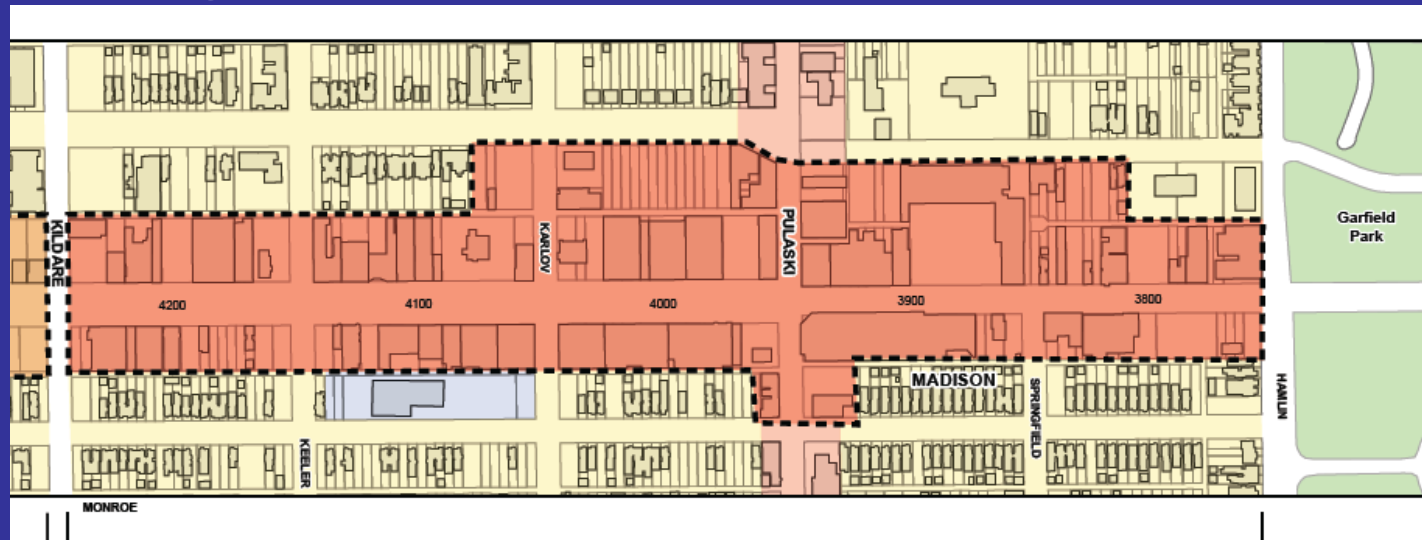 Garfield
Park
KILDARE
KARLOV
PULASKI
4200
4100
4000
3900
3800
MADISON
KEELER
SPRINGFIELD
HAMLIN
MONROE